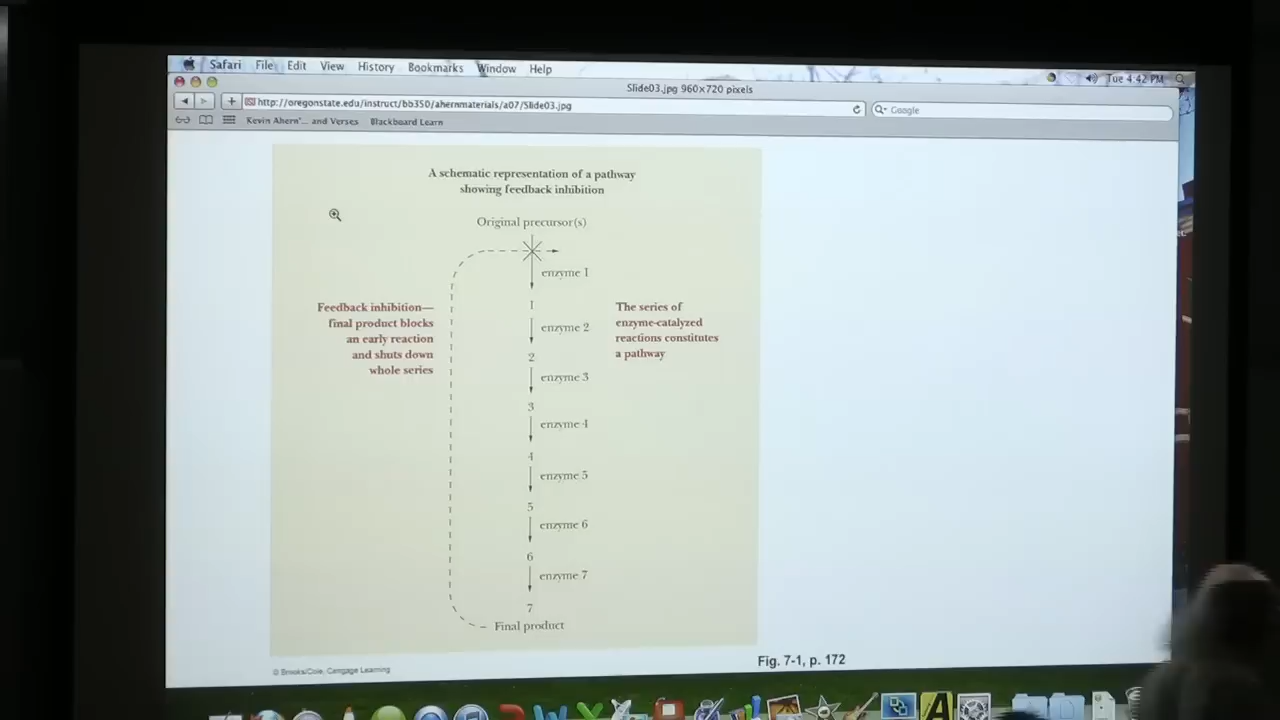 Safari File Edit View History Bookmarks Window Help
Tue 4:42 PM
Slide03.jpg 960×720 pixels
http://oregonstate.edu/instruct/bb350/ahernmaterials/a07/Slide03.jpg
Google
Kevin Ahern'... and Verses Blackboard Learn
A schematic representation of a pathway
showing feedback inhibition
Original precursor(s)
enzyme 1
1
enzyme 2
2
enzyme 3
3
enzyme 4
4
enzyme 5
5
enzyme 6
6
enzyme 7
7
Final product
Feedback inhibition—
final product blocks
an early reaction
and shuts down
whole series
The series of
enzyme-catalyzed
reactions constitutes
a pathway
© Brooks/Cole, Cengage Learning
Fig. 7-1, p. 172